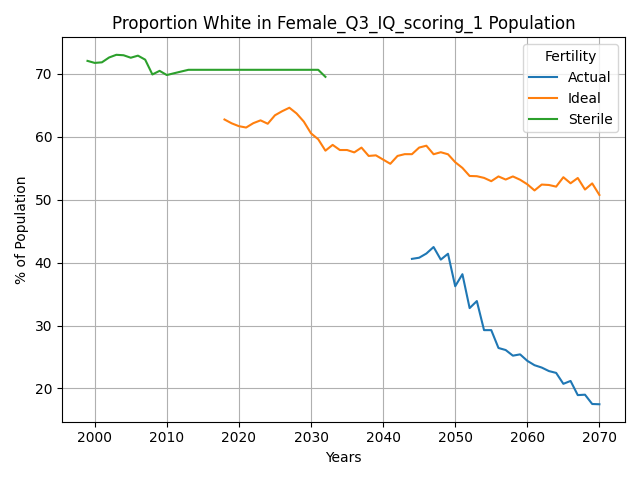 Proportion White in Female_Q3_IQ_scoring_1 Population
Fertility
Actual
Ideal
Sterile
% of Population
70
60
50
40
30
20
2000 2010 2020 2030 2040 2050 2060 2070
Years